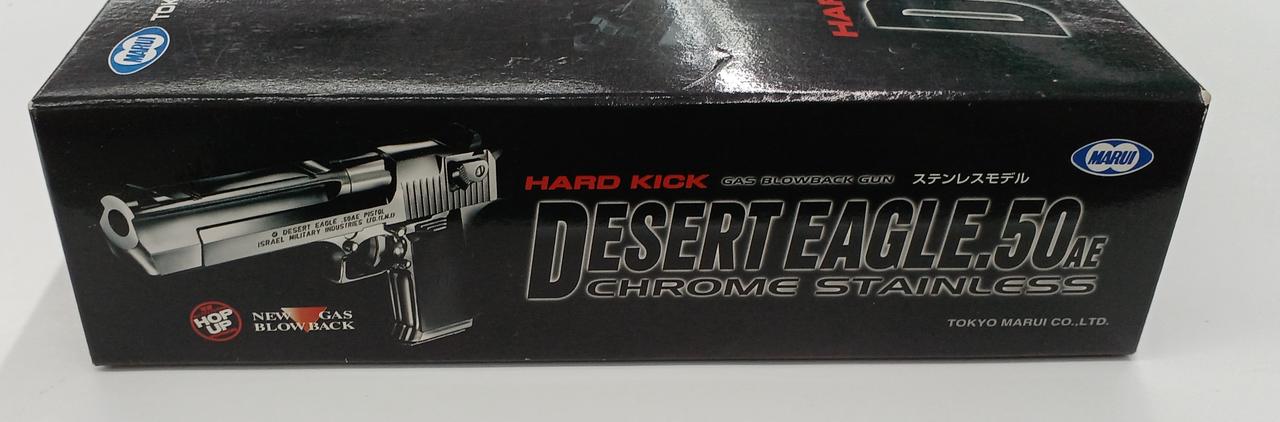 MARUI
TOK
HAR
D
HARD KICK GAS BLOWBACK GUN ステンレスモデル
MARUI
DESERT EAGLE.50AE
CHROME STAINLESS
DESERT EAGLE .50AE PISTOL
ISRAEL MILITARY INDUSTRIES LTD.(I.M.I)
HOP UP
NEW GAS
BLOW BACK
TOKYO MARUI CO.,LTD.